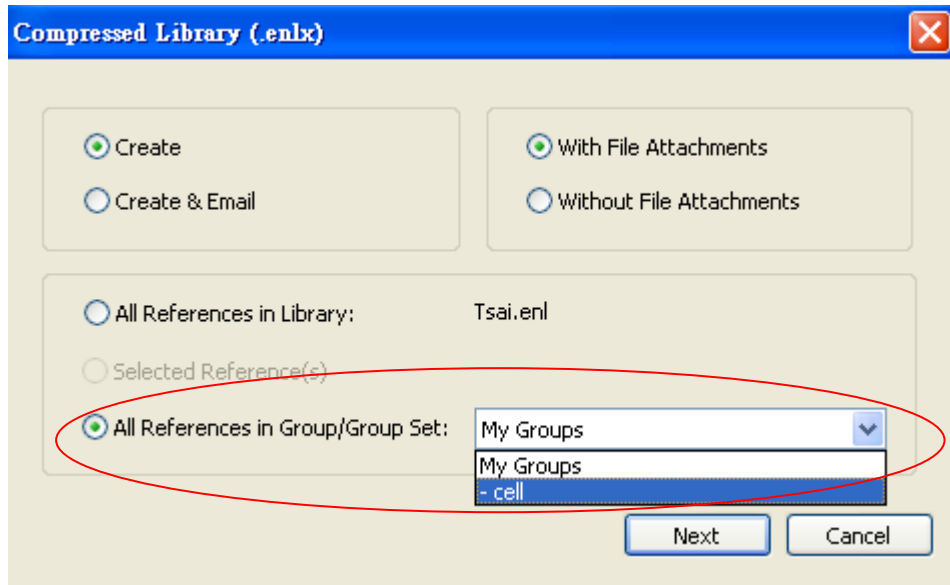 Compressed Library (.enlx)
Create
With File Attachments
Create & Email
Without File Attachments
All References in Library:
Tsai.enl
Selected Reference(s)
All References in Group/Group Set:
My Groups
My Groups
- cell
Next
Cancel